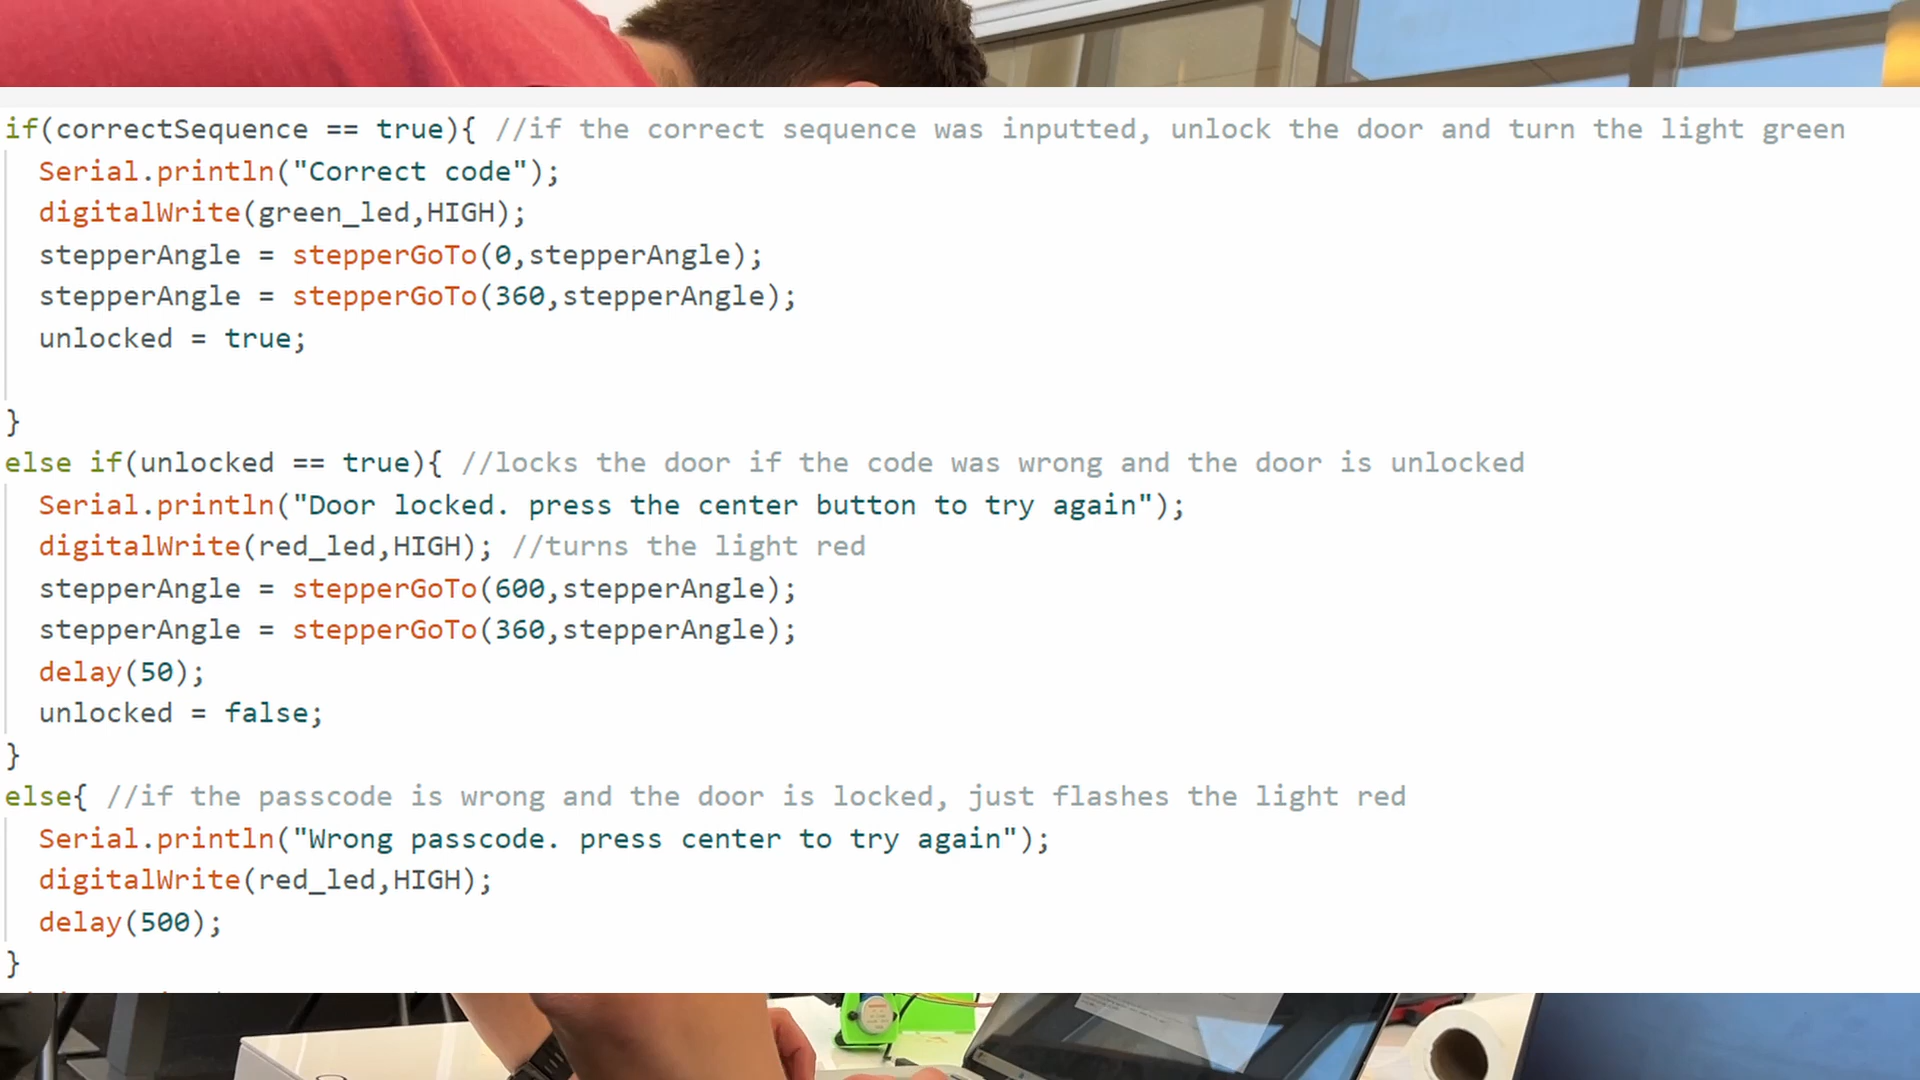 if(correctSequence == true){ //if the correct sequence was inputted, unlock the door and turn the light green
Serial.println("Correct code");
digitalWrite(green_led,HIGH);
stepperAngle = stepperGoTo(0,stepperAngle);
stepperAngle = stepperGoTo(360,stepperAngle);
unlocked = true;
}
else if(unlocked == true){ //locks the door if the code was wrong and the door is unlocked
Serial.println("Door locked. press the center button to try again");
digitalWrite(red_led,HIGH); //turns the light red
stepperAngle = stepperGoTo(600,stepperAngle);
stepperAngle = stepperGoTo(360,stepperAngle);
delay(50);
unlocked = false;
}
else{ //if the passcode is wrong and the door is locked, just flashes the light red
Serial.println("Wrong passcode. press center to try again");
digitalWrite(red_led,HIGH);
delay(500);
}